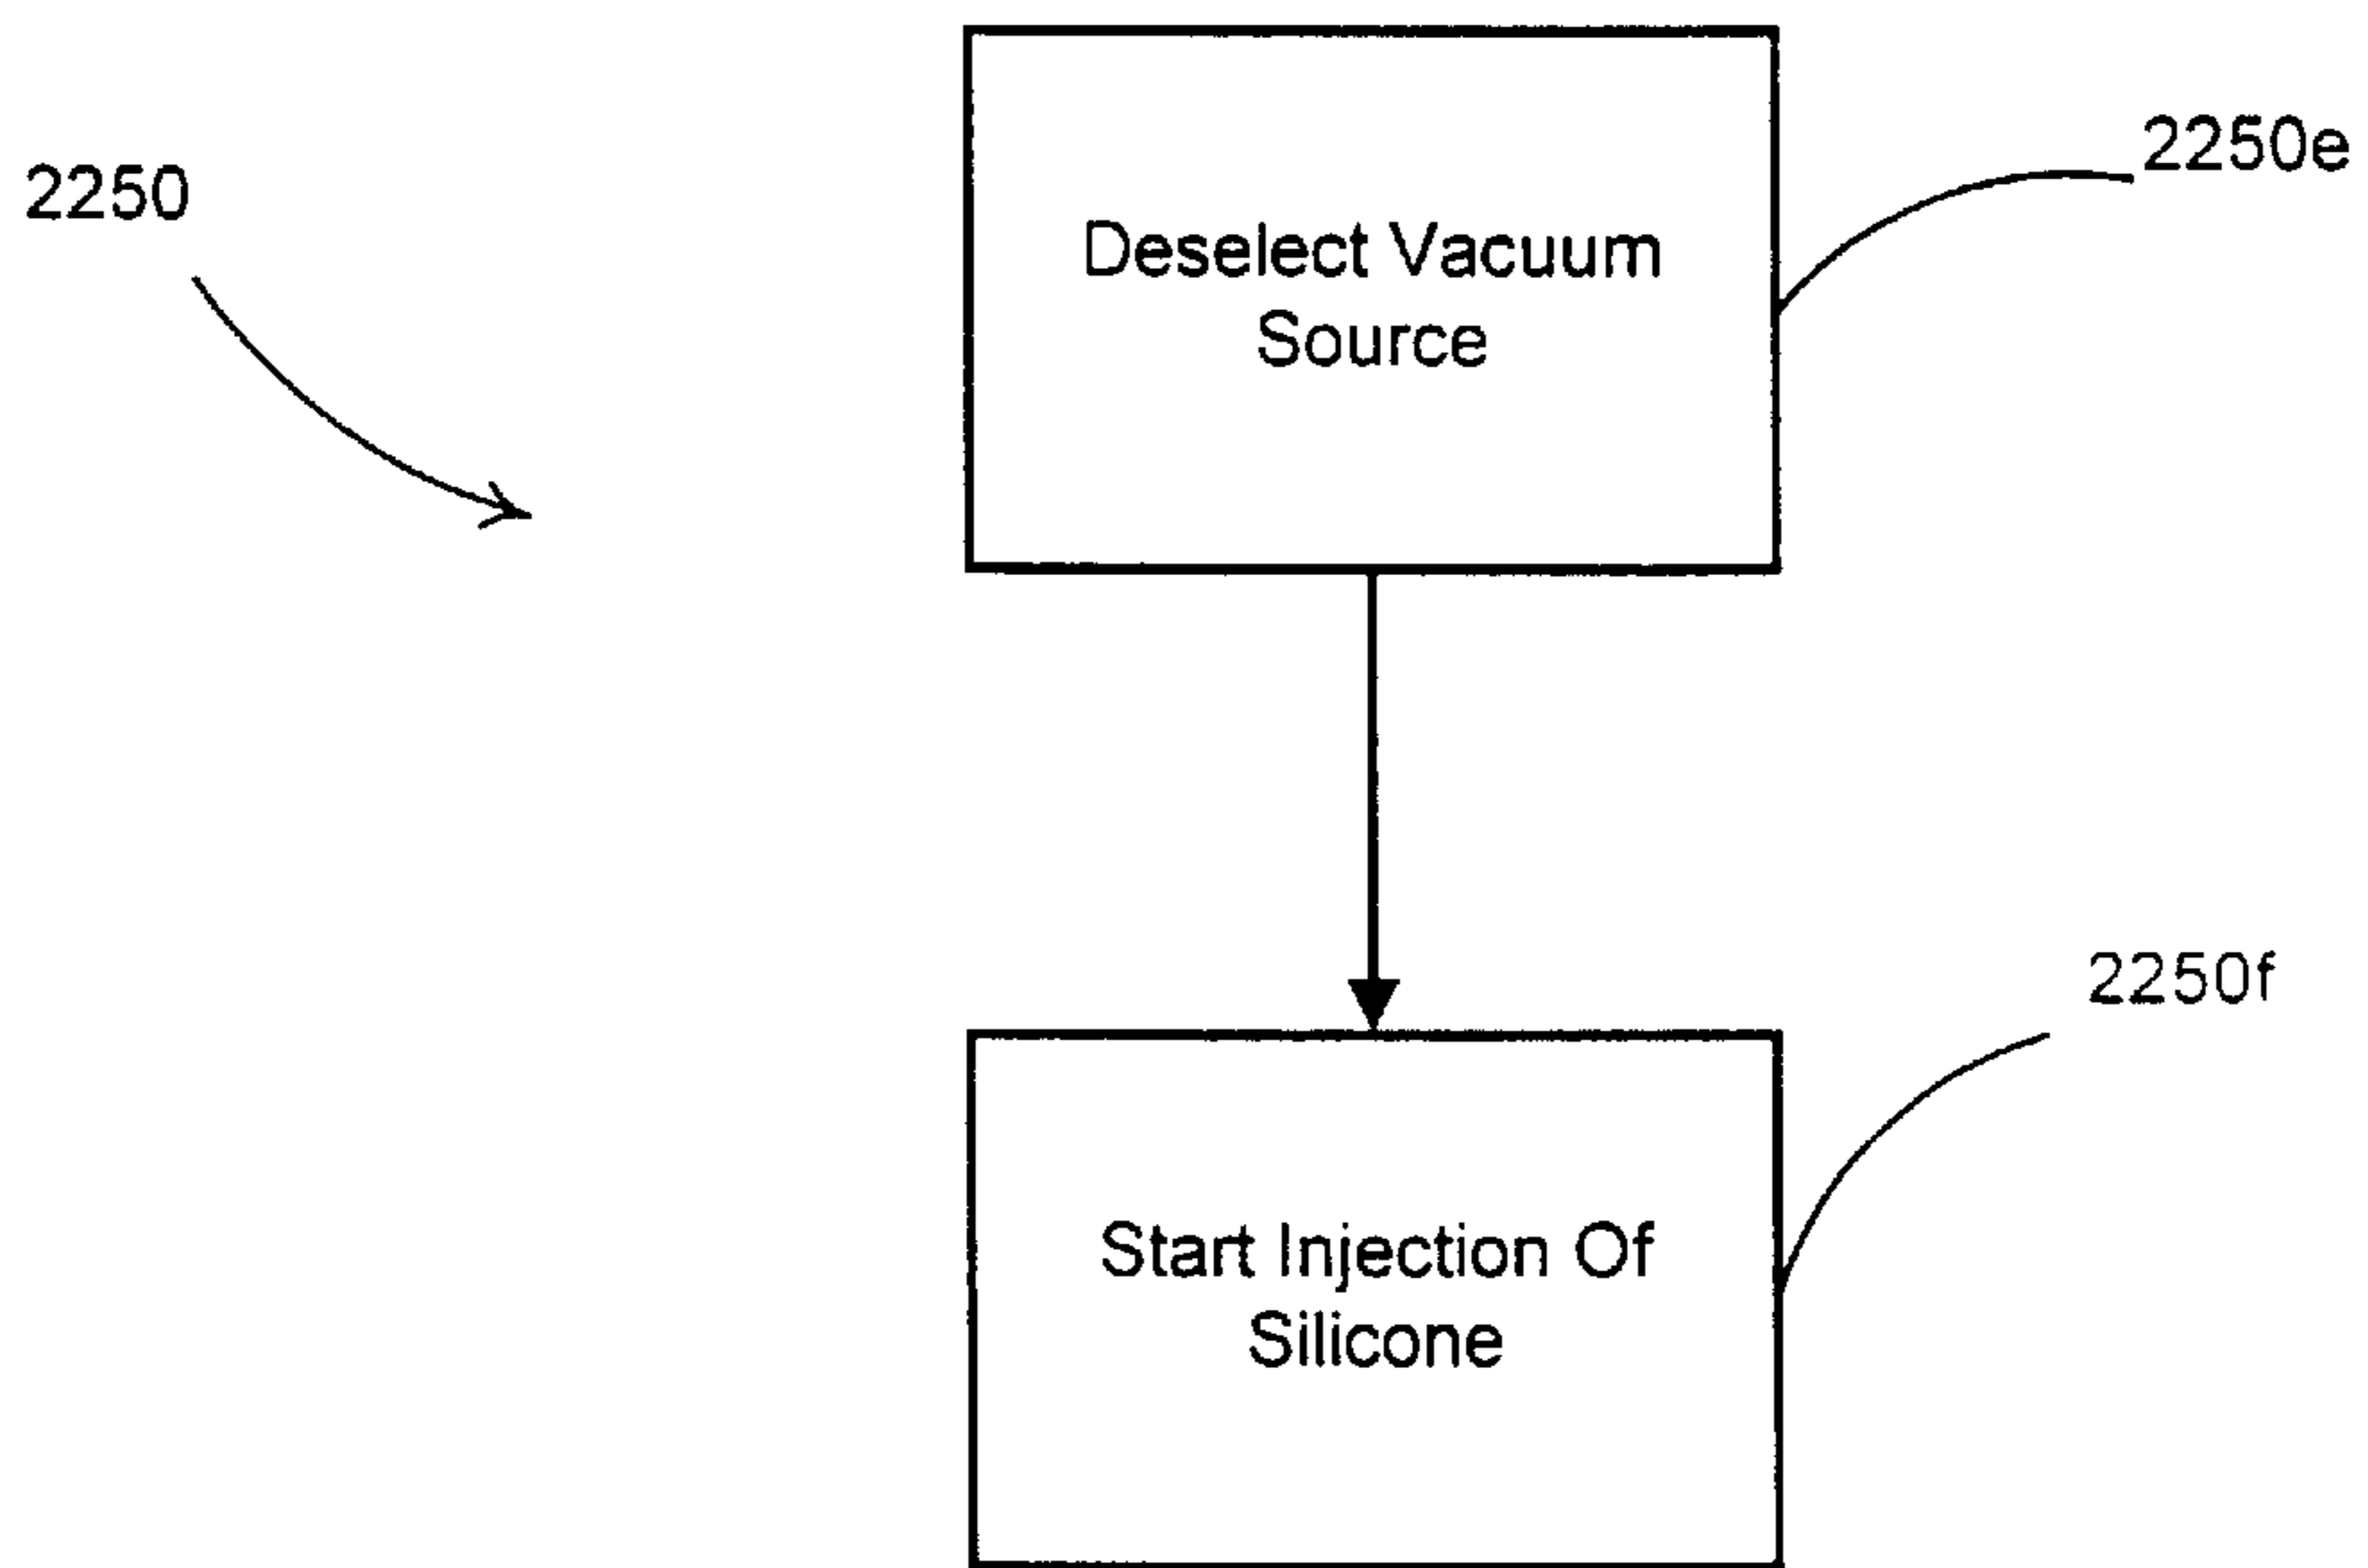 2250
2250e
Deselect Vacuum
Source
2250f
Start Injection Of
Silicone